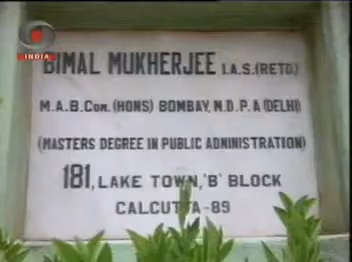 INDIA
BIMAL MUKHERJEE I.A.S.(RETD)
M.A.B.COM.(HONS) BOMBAY, M.D.P.A (DELHI)
(MASTERS DEGREE IN PUBLIC ADMINISTRATION)
181, LAKE TOWN, 'B' BLOCK
CALCUTTA-89